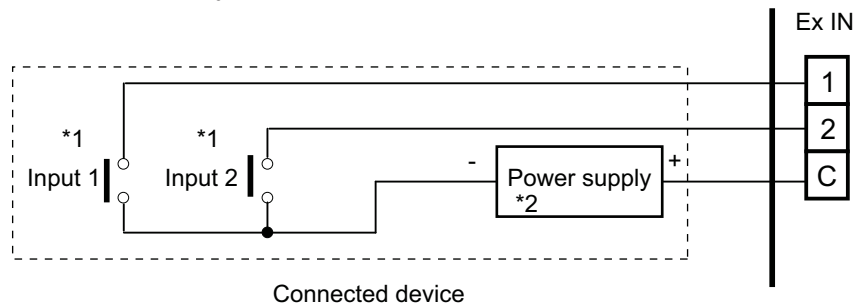 Ex IN
1
2
C
*1
*1
Input 1
Input 2
-
+
Power supply
*2
Connected device